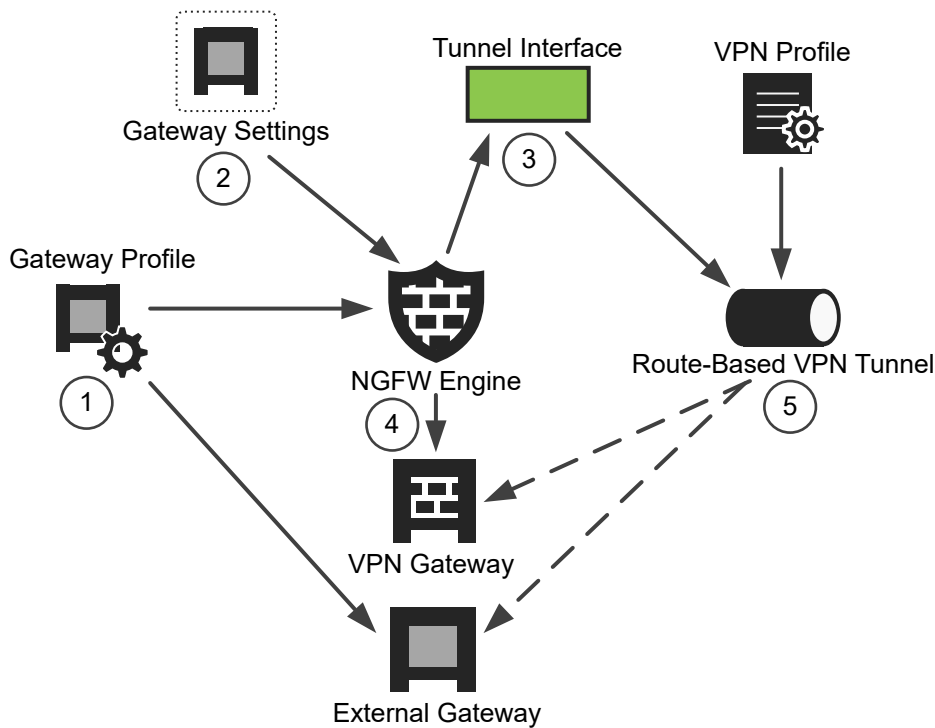 Tunnel Interface
VPN Profile
Gateway Settings
2
3
Gateway Profile
1
NGFW Engine
4
Route-Based VPN Tunnel
5
VPN Gateway
External Gateway